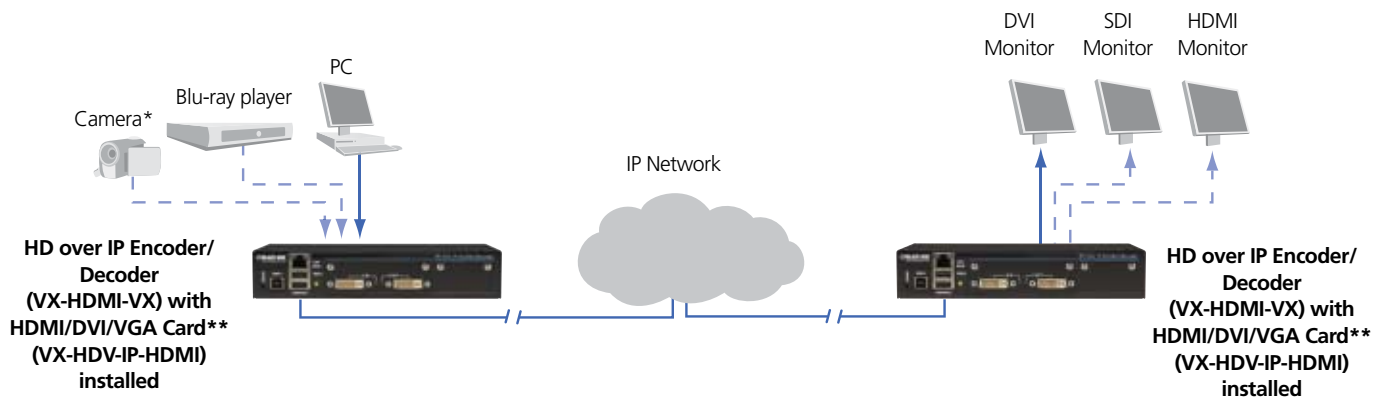 DVI
Monitor
SDI
Monitor
HDMI
Monitor
PC
Blu-ray player
Camera*
IP Network
HD over IP Encoder/
Decoder
(VX-HDMI-VX) with
HDMI/DVI/VGA Card**
(VX-HDV-IP-HDMI)
installed
HD over IP Encoder/
Decoder
(VX-HDMI-VX) with
HDMI/DVI/VGA Card**
(VX-HDV-IP-HDMI)
installed